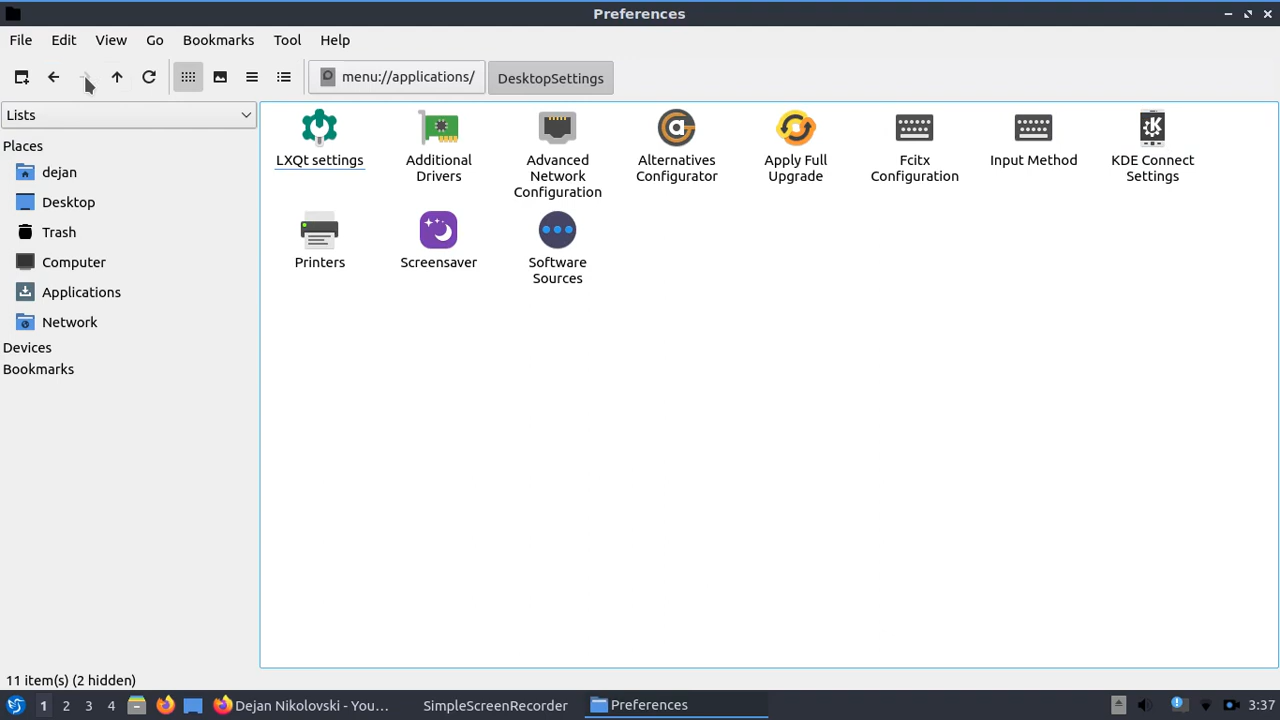 Preferences
File Edit View Go Bookmarks Tool Help
menu://applications/ DesktopSettings
Lists
Places
dejan
Desktop
Trash
Computer
Applications
Network
Devices
Bookmarks
LXQt settings
Additional
Drivers
Advanced
Network
Configuration
Alternatives
Configurator
Apply Full
Upgrade
Fcitx
Configuration
Input Method
KDE Connect
Settings
Printers
Screensaver
Software
Sources
11 item(s) (2 hidden)
1 2 3 4 Dejan Nikolovski - You… SimpleScreenRecorder Preferences 3:37